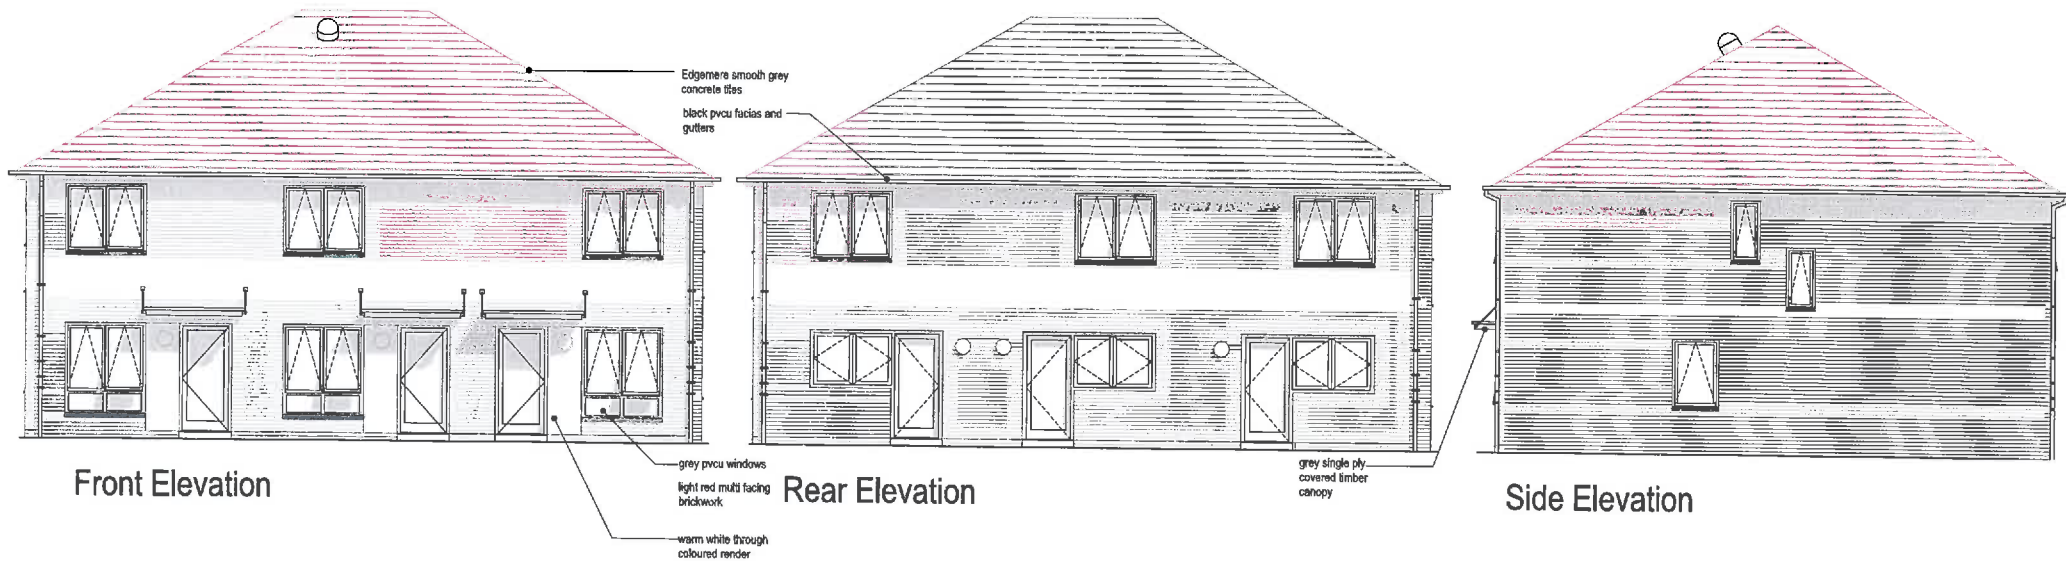 Edgemere smooth grey
concrete tiles
black pvcu facias and
gutters
grey pvcu windows
light red multi facing
brickwork
warm white through
coloured render
grey single ply
covered timber
canopy
Front Elevation
Rear Elevation
Side Elevation